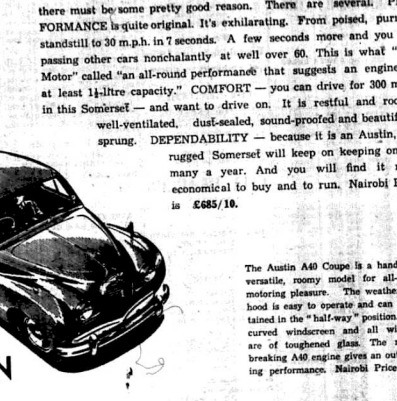 there must be some pretty good reason. There are several.
FORMANCE is quite original. It's exhilarating. From poised,
standstill to 30 m.p.h. in 7 seconds. A few seconds more and you
passing other cars nonchalantly at well over 60. This is what "
Motor" called "an all-round performance that suggests an engine
at least 1½-litre capacity." COMFORT — you can drive for 300 m
in this Somerset — and want to drive on. It is restful and roo
well-ventilated, dust-sealed, sound-proofed and beautif
sprung. DEPENDABILITY — because it is an Austin,
rugged Somerset will keep on keeping on
many a year. And you will find it
economical to buy and to run. Nairobi
is £685/10.
The Austin A40 Coupe is a hand
versatile, roomy model for all-
motoring pleasure. The weathe
hood is easy to operate and can
tained in the "half-way" position
curved windscreen and all wi
are of toughened glass. The
breaking A40 engine gives an out
ing performance. Nairobi Price
N